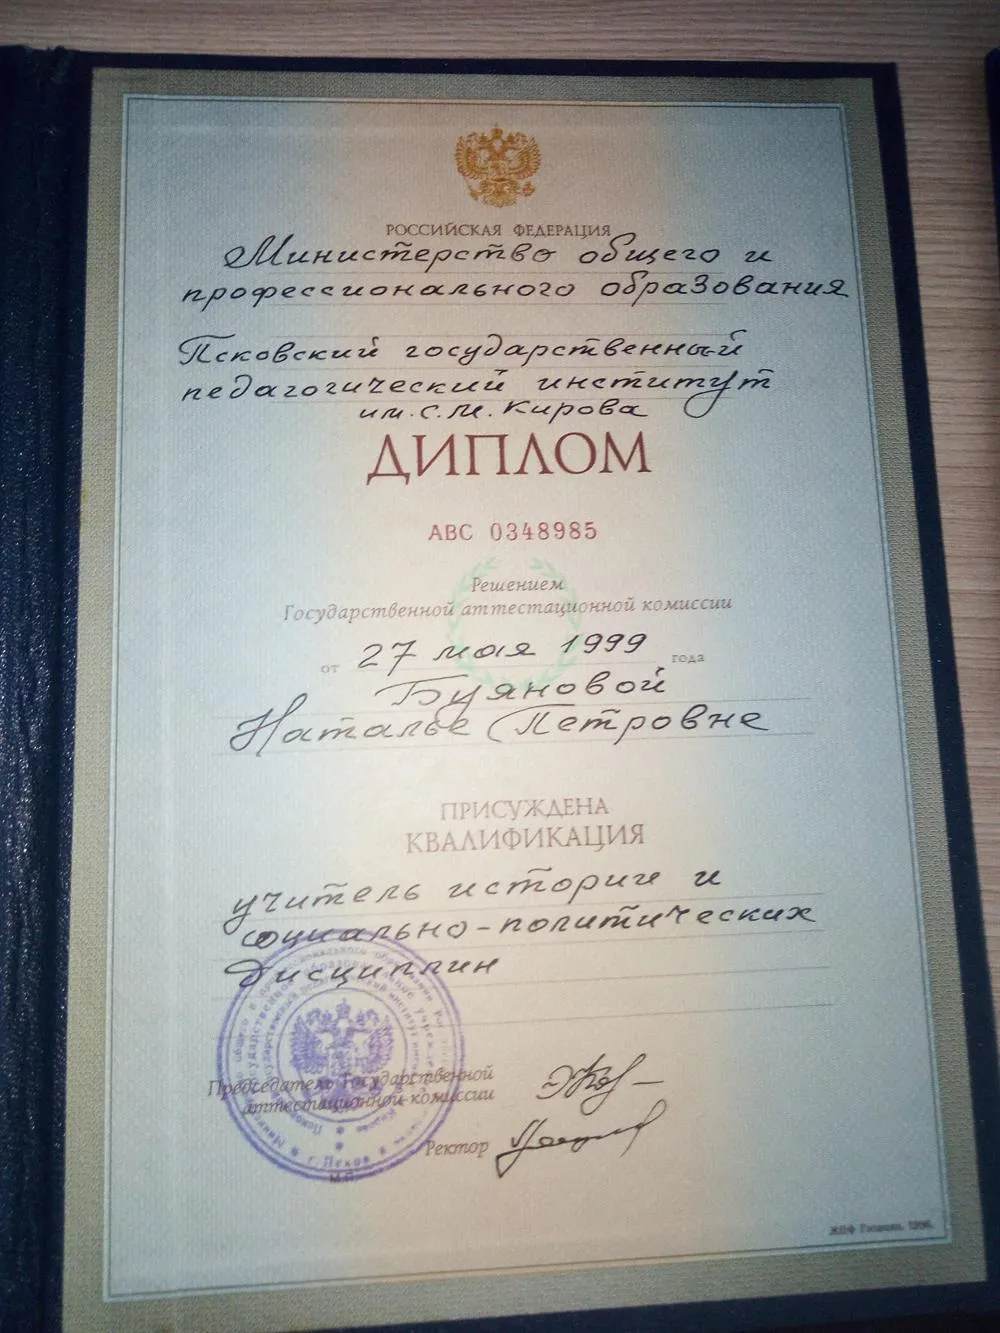 РОССИЙСКАЯ ФЕДЕРАЦИЯ
Министерство общего и
профессионального образования
Псковский государственный
педагогический институт
им. С. М. Кирова
ДИПЛОМ
АВС 0348985
Решением
Государственной аттестационной комиссии
от 27 мая 1999 года
Буяновой
Наталье Петровне
ПРИСУЖДЕНА
КВАЛИФИКАЦИЯ
учитель истории и
социально-политических
дисциплин
Председатель Государственной
аттестационной комиссии
Ректор
г. Псков
М.П.